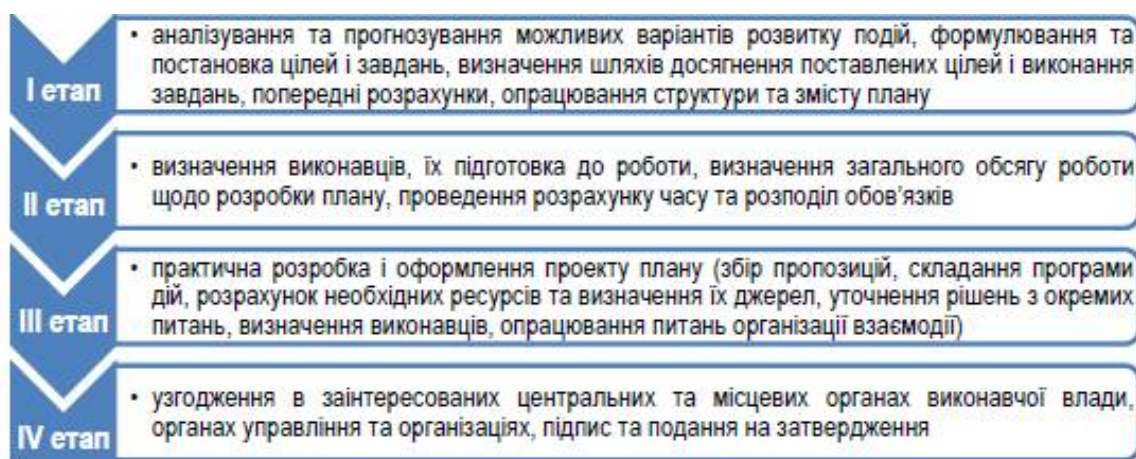 • аналізування та прогнозування можливих варіантів розвитку подій, формулювання та
постановка цілей і завдань, визначення шляхів досягнення поставлених цілей і виконання
І етап
завдань, попередні розрахунки, опрацювання структури та змісту плану
• визначення виконавців, їх підготовка до роботи, визначення загального обсягу роботи
ІІ етап
щодо розробки плану, проведення розрахунку часу та розподіл обов’язків
• практична розробка і оформлення проекту плану (збір пропозицій, складання програми
дій, розрахунок необхідних ресурсів та визначення їх джерел, уточнення рішень з окремих
ІІІ етап
питань, визначення виконавців, опрацювання питань організації взаємодії)
• узгодження в заінтересованих центральних та місцевих органах виконавчої влади,
IV етап
органах управління та організаціях, підпис та подання на затвердження